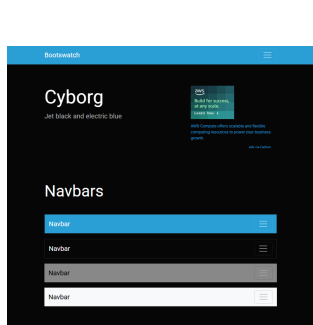 Bootswatch
Cyborg
Jet black and electric blue
aws
Build for success,
at any scale.
Learn More
AWS Compute offers scalable and flexible
computing resources to power your business
growth.
ads via Carbon
Navbars
Navbar
Navbar
Navbar
Navbar